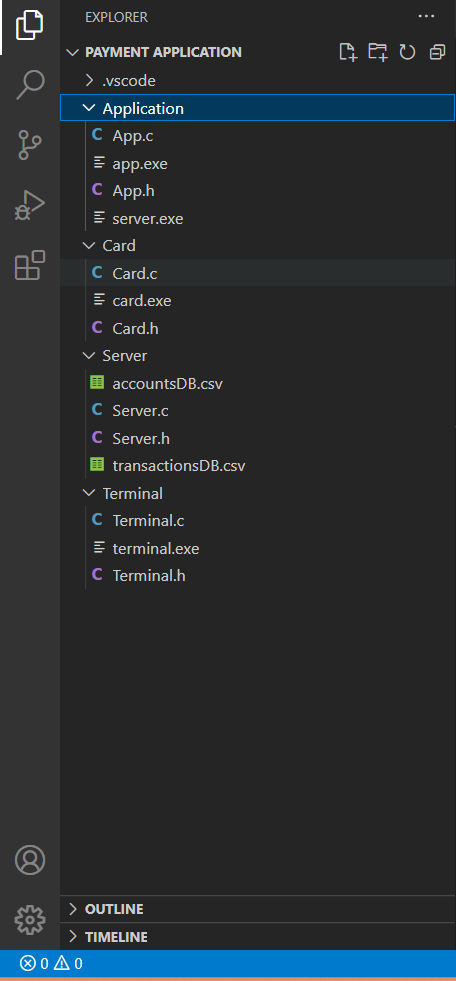 EXPLORER
PAYMENT APPLICATION
.vscode
Application
C App.c
app.exe
C App.h
server.exe
Card
C Card.c
card.exe
C Card.h
Server
accountsDB.csv
C Server.c
C Server.h
transactionsDB.csv
Terminal
C Terminal.c
terminal.exe
C Terminal.h
OUTLINE
TIMELINE
0 0